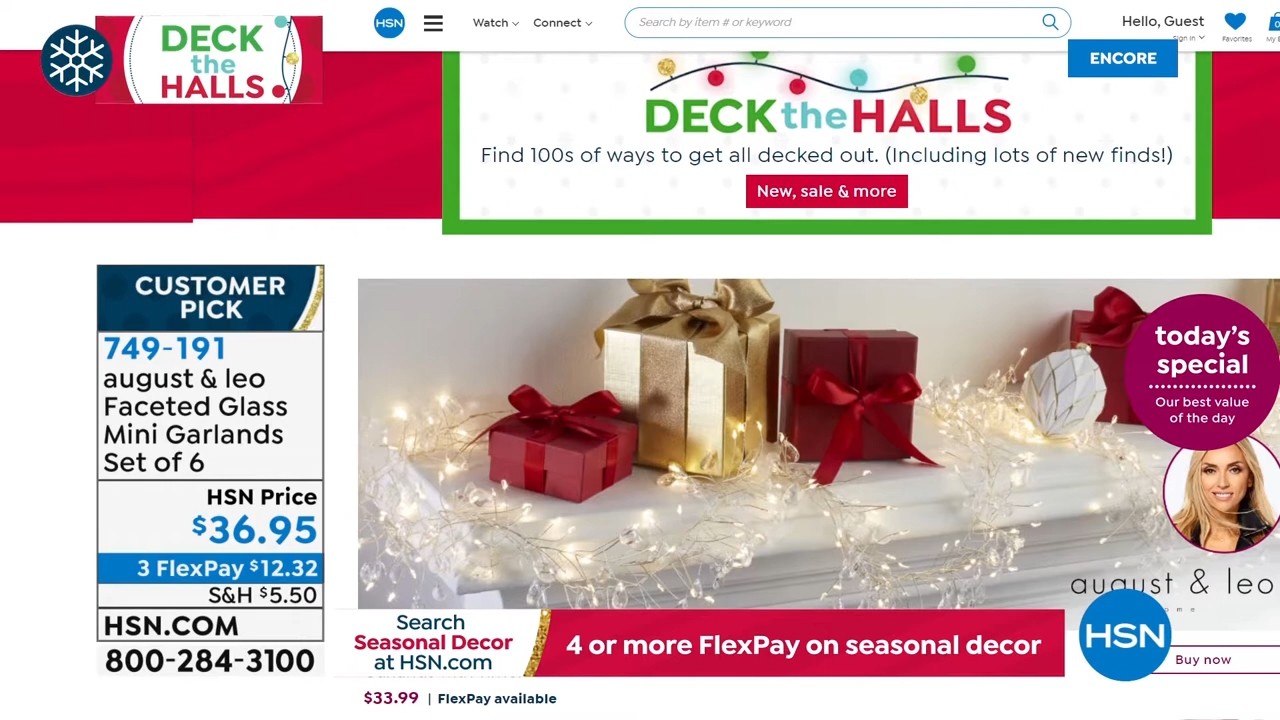 DECK
the
HALLS
HSN
Watch
Connect
Search by item # or keyword
Hello, Guest
Sign In
Favorites
0
ENCORE
DECK the HALLS
Find 100s of ways to get all decked out. (Including lots of new finds!)
New, sale & more
CUSTOMER
PICK
749-191
august & leo
Faceted Glass
Mini Garlands
Set of 6
HSN Price
$36.95
3 FlexPay $12.32
S&H $5.50
HSN.COM
800-284-3100
today's
special
Our best value
of the day
august & leo
HSN
Search
Seasonal Decor
at HSN.com
4 or more FlexPay on seasonal decor
Buy now
$33.99 | FlexPay available